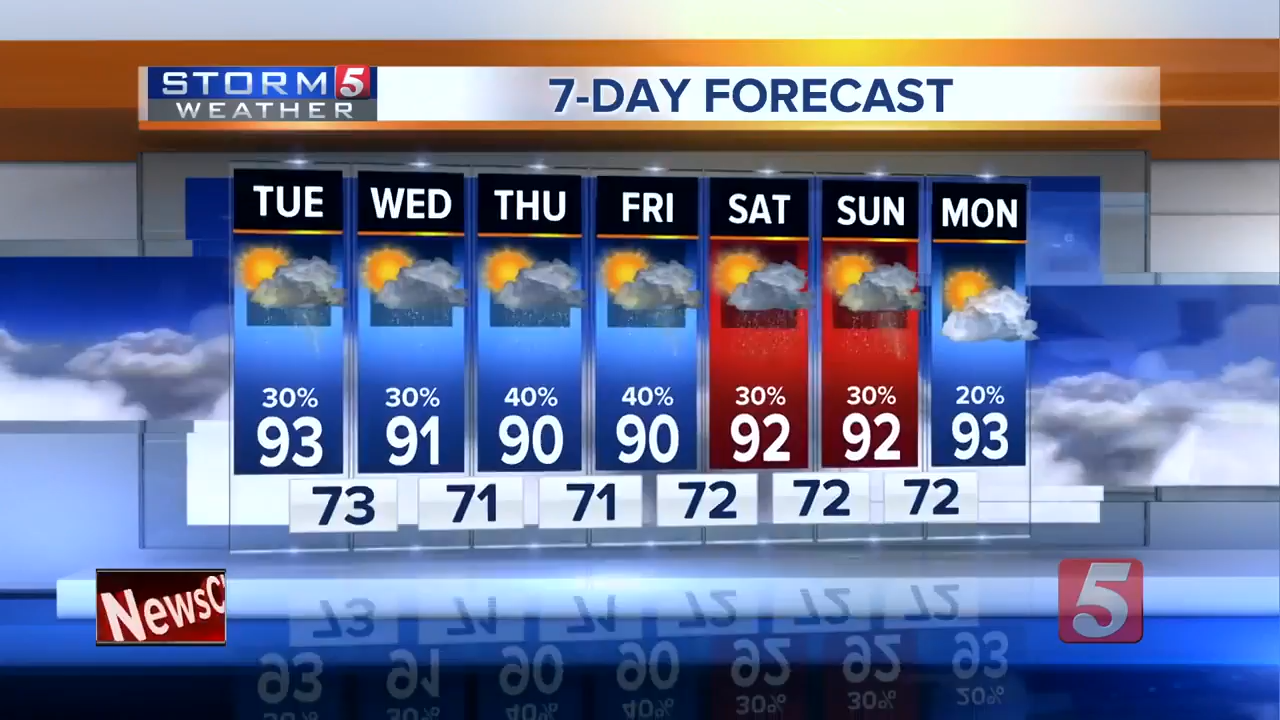 STORM 5
WEATHER
7-DAY FORECAST
TUE WED THU FRI SAT SUN MON
30% 30% 40% 40% 30% 30% 20%
93 91 90 90 92 92 93
73 71 71 72 72 72
NewsC
5